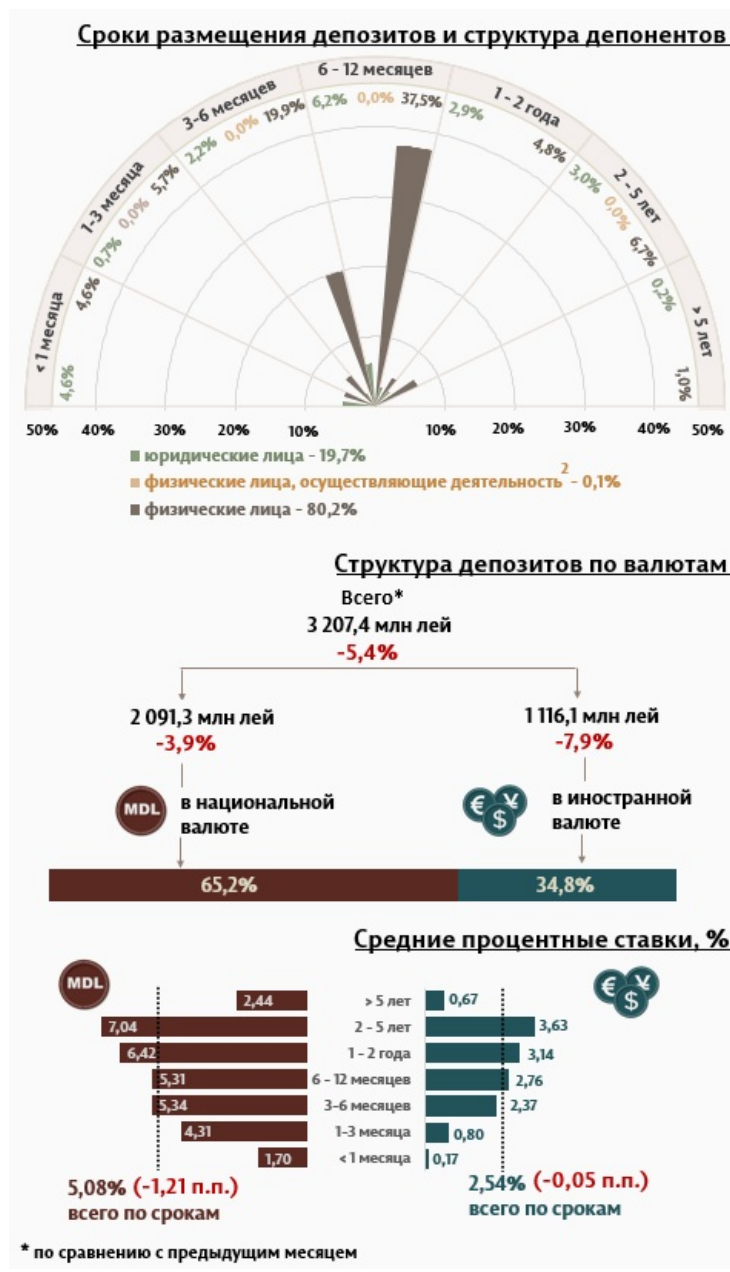 Сроки размещения депозитов и структура депонентов
< 1 месяца
1-3 месяца
3-6 месяцев
6 - 12 месяцев
1 - 2 года
2 - 5 лет
> 5 лет
4,6%
4,6%
0,7%
0,0%
5,7%
2,2%
0,0%
19,9%
6,2%
0,0%
37,5%
2,9%
4,8%
3,0%
0,0%
6,7%
0,2%
1,0%
50% 40% 30% 20% 10% 10% 20% 30% 40% 50%
юридические лица - 19,7%
физические лица, осуществляющие деятельность2 - 0,1%
физические лица - 80,2%
Структура депозитов по валютам
Всего*
3 207,4 млн лей
-5,4%
2 091,3 млн лей 1 116,1 млн лей
-3,9% -7,9%
MDL в национальной валюте
€ ¥ $ в иностранной валюте
65,2% 34,8%
Средние процентные ставки, %
MDL € ¥ $
2,44 > 5 лет 0,67
7,04 2 - 5 лет 3,63
6,42 1 - 2 года 3,14
5,31 6 - 12 месяцев 2,76
5,34 3-6 месяцев 2,37
4,31 1-3 месяца 0,80
1,70 < 1 месяца 0,17
5,08% (-1,21 п.п.) 2,54% (-0,05 п.п.)
всего по срокам всего по срокам
* по сравнению с предыдущим месяцем